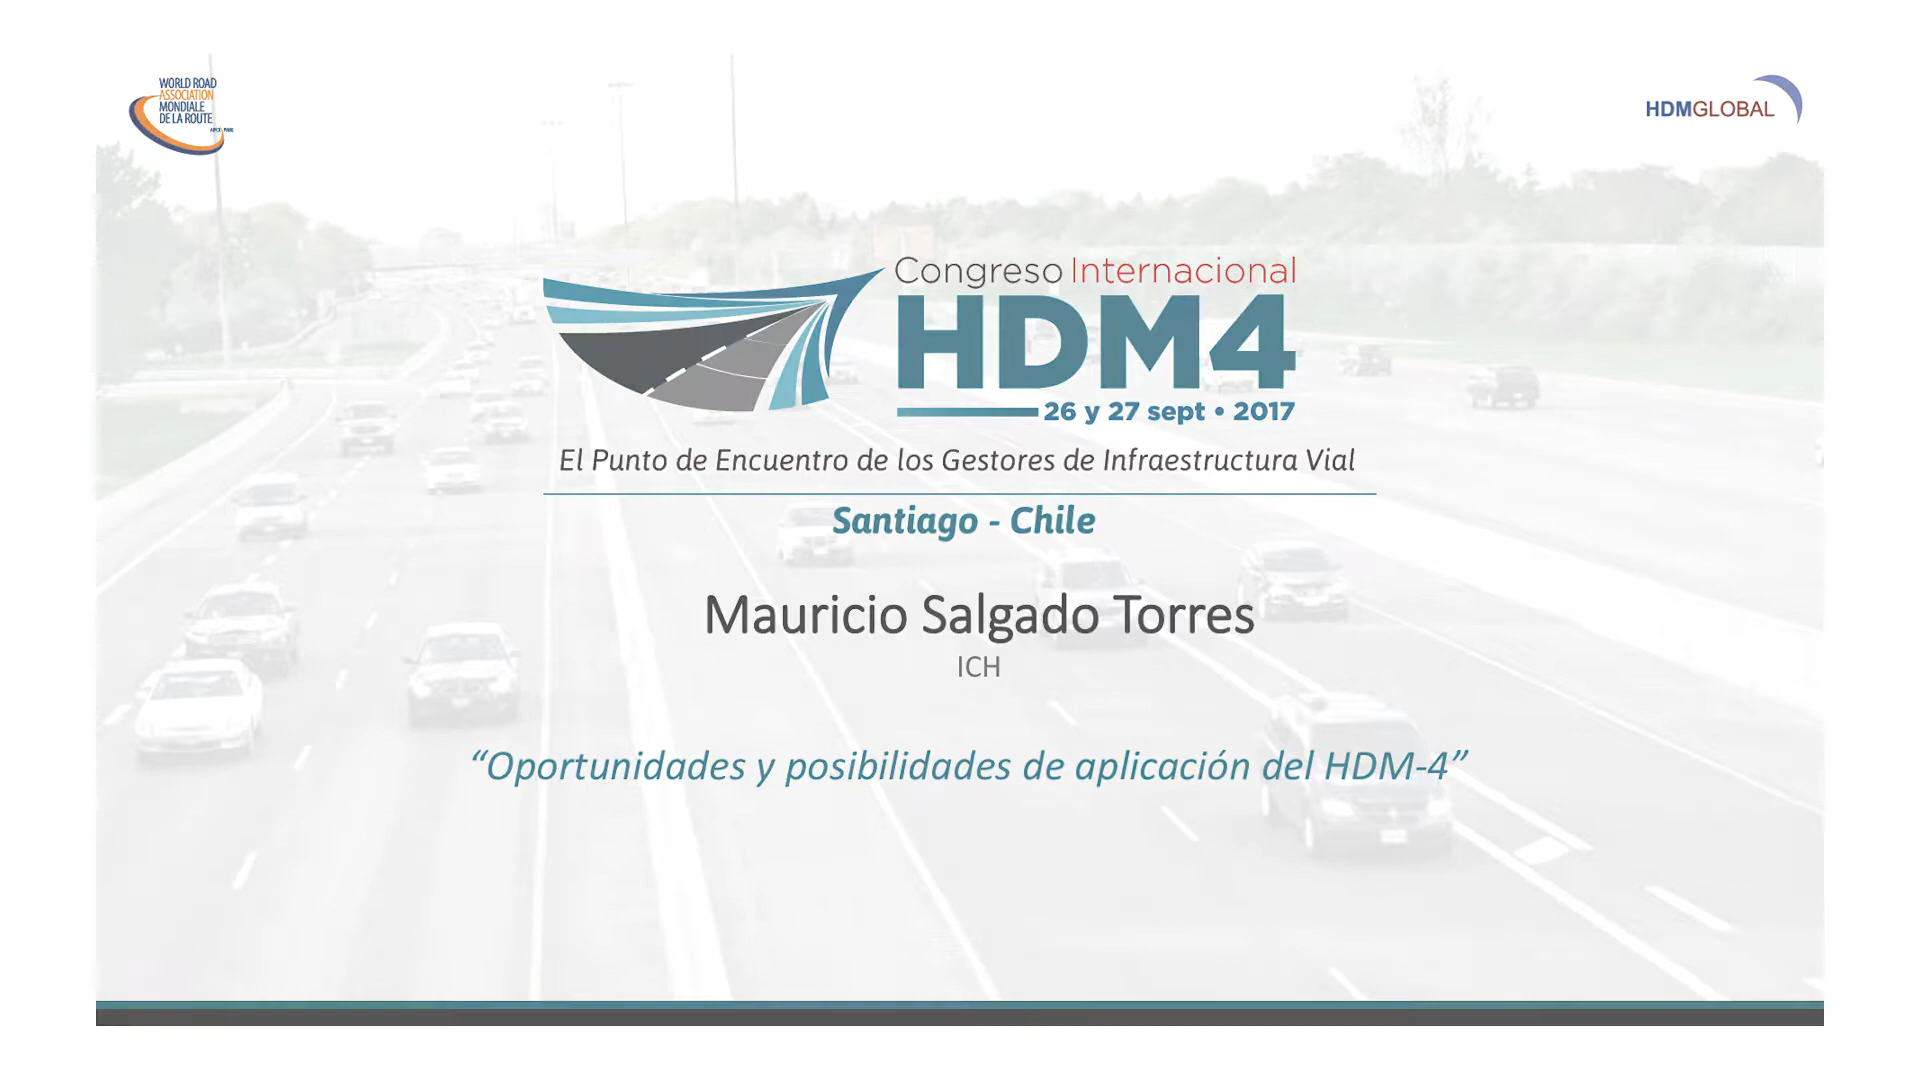 WORLD ROAD
ASSOCIATION
MONDIALE
DE LA ROUTE
HDMGLOBAL
Congreso Internacional
HDM4
26 y 27 sept • 2017
El Punto de Encuentro de los Gestores de Infraestructura Vial
Santiago - Chile
Mauricio Salgado Torres
ICH
“Oportunidades y posibilidades de aplicación del HDM-4”